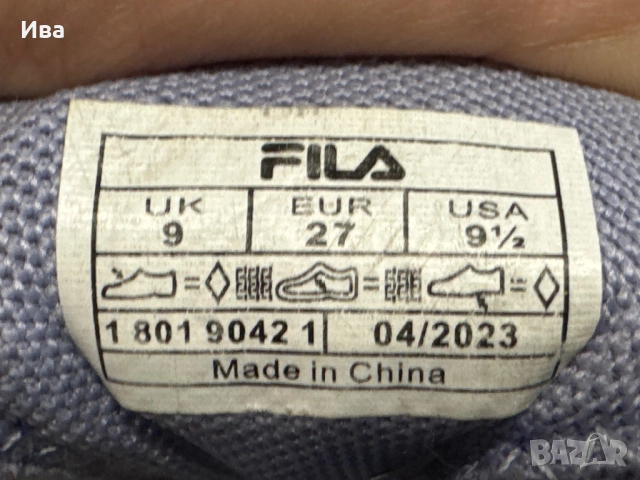 Ива
FILA
UK EUR USA
9 27 9½
1 801 9042 1 04/2023
Made in China
BAZAR